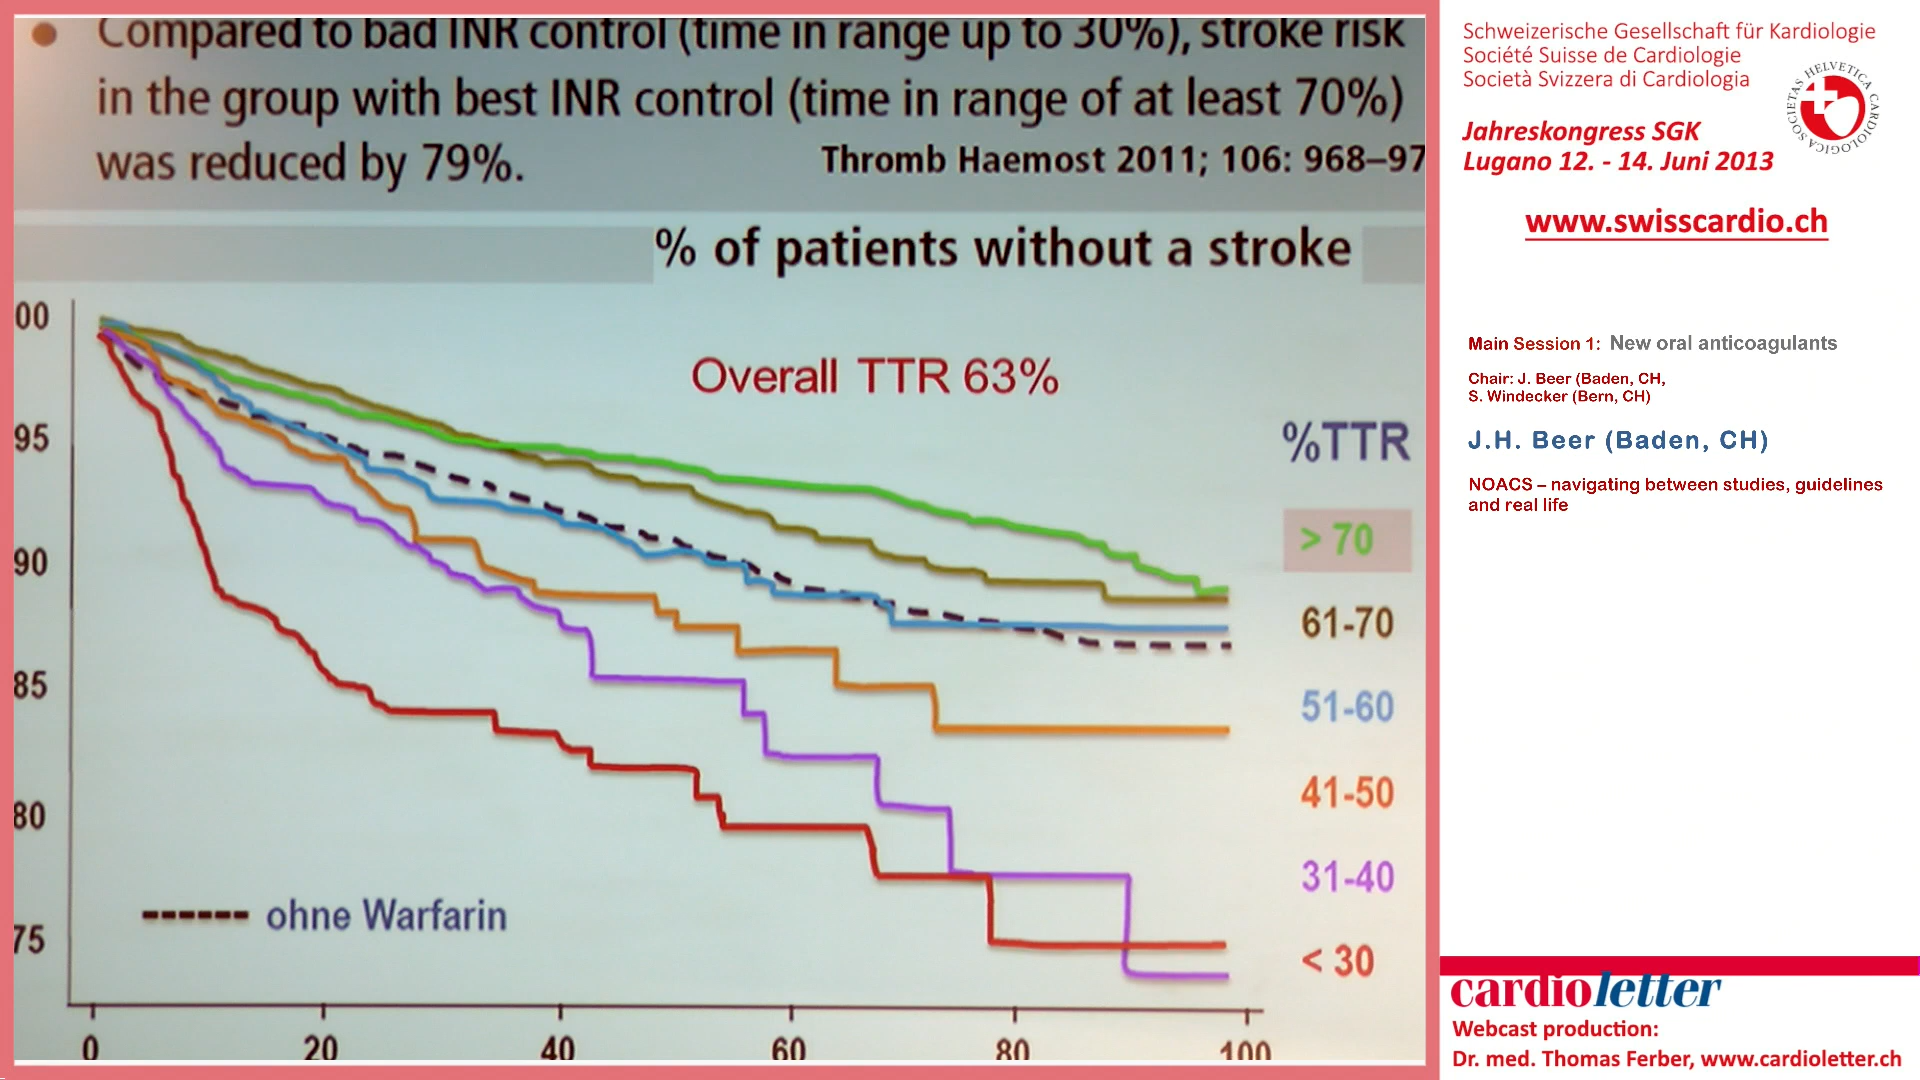 Compared to bad INR control (time in range up to 30%), stroke risk
in the group with best INR control (time in range of at least 70%)
was reduced by 79%.
Thromb Haemost 2011; 106: 968–97
% of patients without a stroke
Overall TTR 63%
00
95
90
85
80
75
%TTR
> 70
61-70
51-60
41-50
31-40
< 30
ohne Warfarin
0 20 40 60 80 100
Schweizerische Gesellschaft für Kardiologie
Société Suisse de Cardiologie
Società Svizzera di Cardiologia
SOCIETAS HELVETICA CARDIOLOGICA
Jahreskongress SGK
Lugano 12. - 14. Juni 2013
www.swisscardio.ch
Main Session 1: New oral anticoagulants
Chair: J. Beer (Baden, CH,
S. Windecker (Bern, CH)
J.H. Beer (Baden, CH)
NOACS – navigating between studies, guidelines
and real life
cardioletter
Webcast production:
Dr. med. Thomas Ferber, www.cardioletter.ch